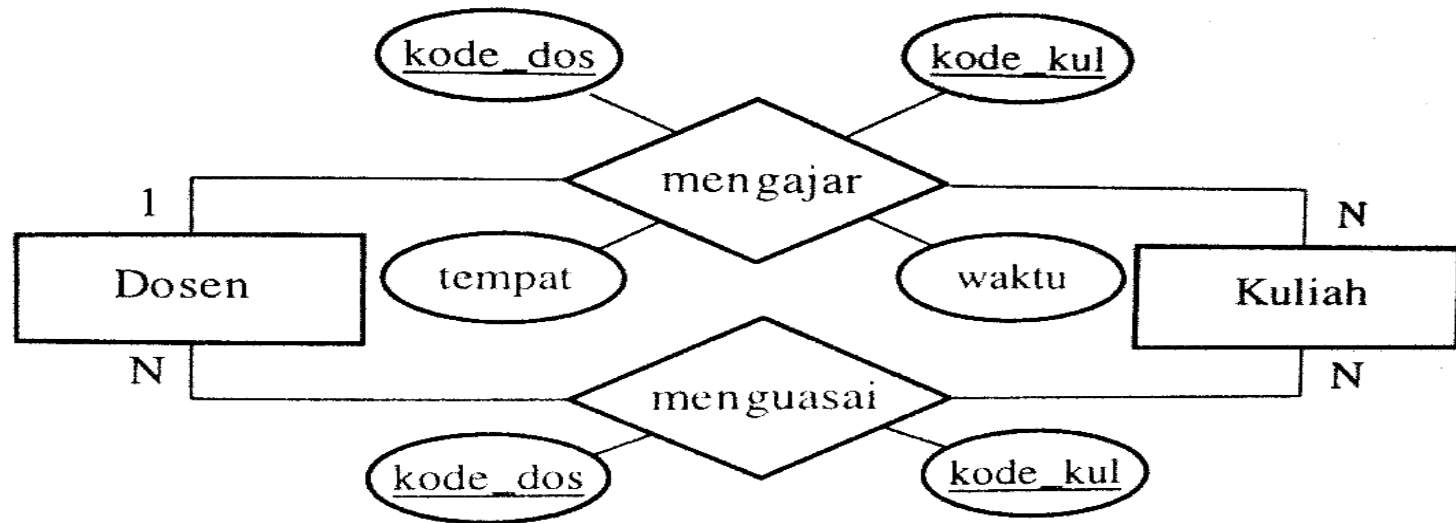 kode_dos
kode_kul
mengajar
1
N
Dosen
tempat
waktu
Kuliah
N
N
menguasai
kode_dos
kode_kul